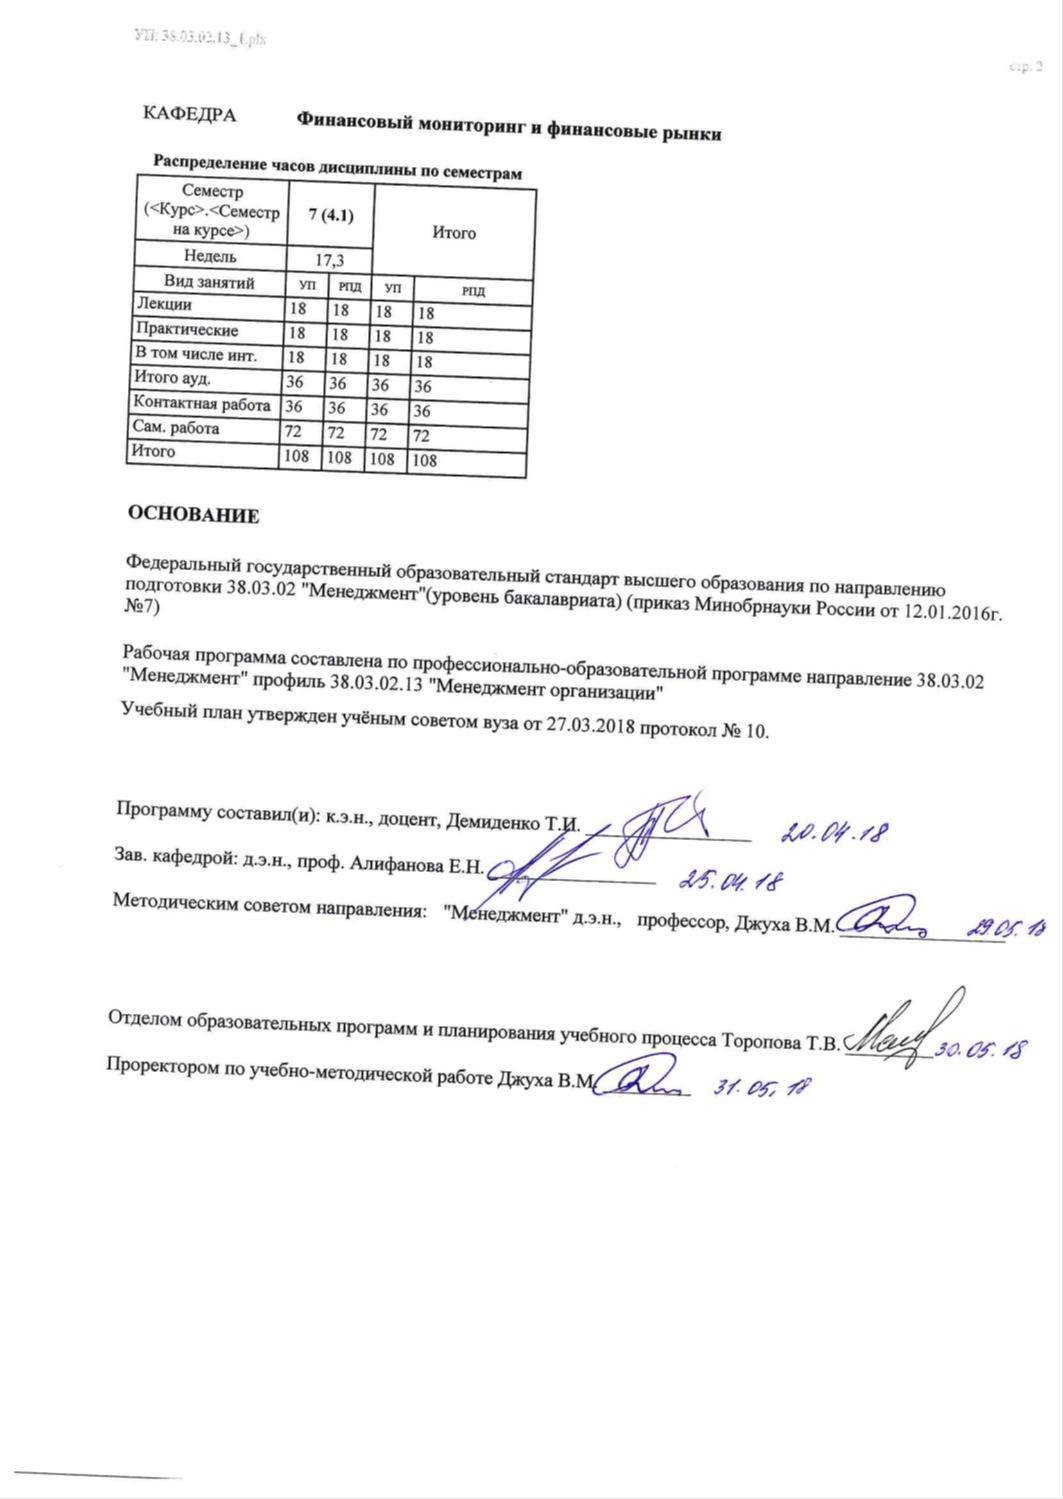 УП: 38.03.02.13_1.plx
стр. 2
КАФЕДРА Финансовый мониторинг и финансовые рынки
Распределение часов дисциплины по семестрам
Семестр
(<Курс>.<Семестр
на курсе>) 7 (4.1) Итого
Недель 17,3
Вид занятий УП РПД УП РПД
Лекции 18 18 18 18
Практические 18 18 18 18
В том числе инт. 18 18 18 18
Итого ауд. 36 36 36 36
Контактная работа 36 36 36 36
Сам. работа 72 72 72 72
Итого 108 108 108 108
ОСНОВАНИЕ
Федеральный государственный образовательный стандарт высшего образования по направлению
подготовки 38.03.02 "Менеджмент"(уровень бакалавриата) (приказ Минобрнауки России от 12.01.2016г.
№7)
Рабочая программа составлена по профессионально-образовательной программе направление 38.03.02
"Менеджмент" профиль 38.03.02.13 "Менеджмент организации"
Учебный план утвержден учёным советом вуза от 27.03.2018 протокол № 10.
Программу составил(и): к.э.н., доцент, Демиденко Т.И. 20.04.18
Зав. кафедрой: д.э.н., проф. Алифанова Е.Н. 25.04.18
Методическим советом направления: "Менеджмент" д.э.н., профессор, Джуха В.М. 29.05.18
Отделом образовательных программ и планирования учебного процесса Торопова Т.В. 30.05.18
Проректором по учебно-методической работе Джуха В.М. 31.05.18